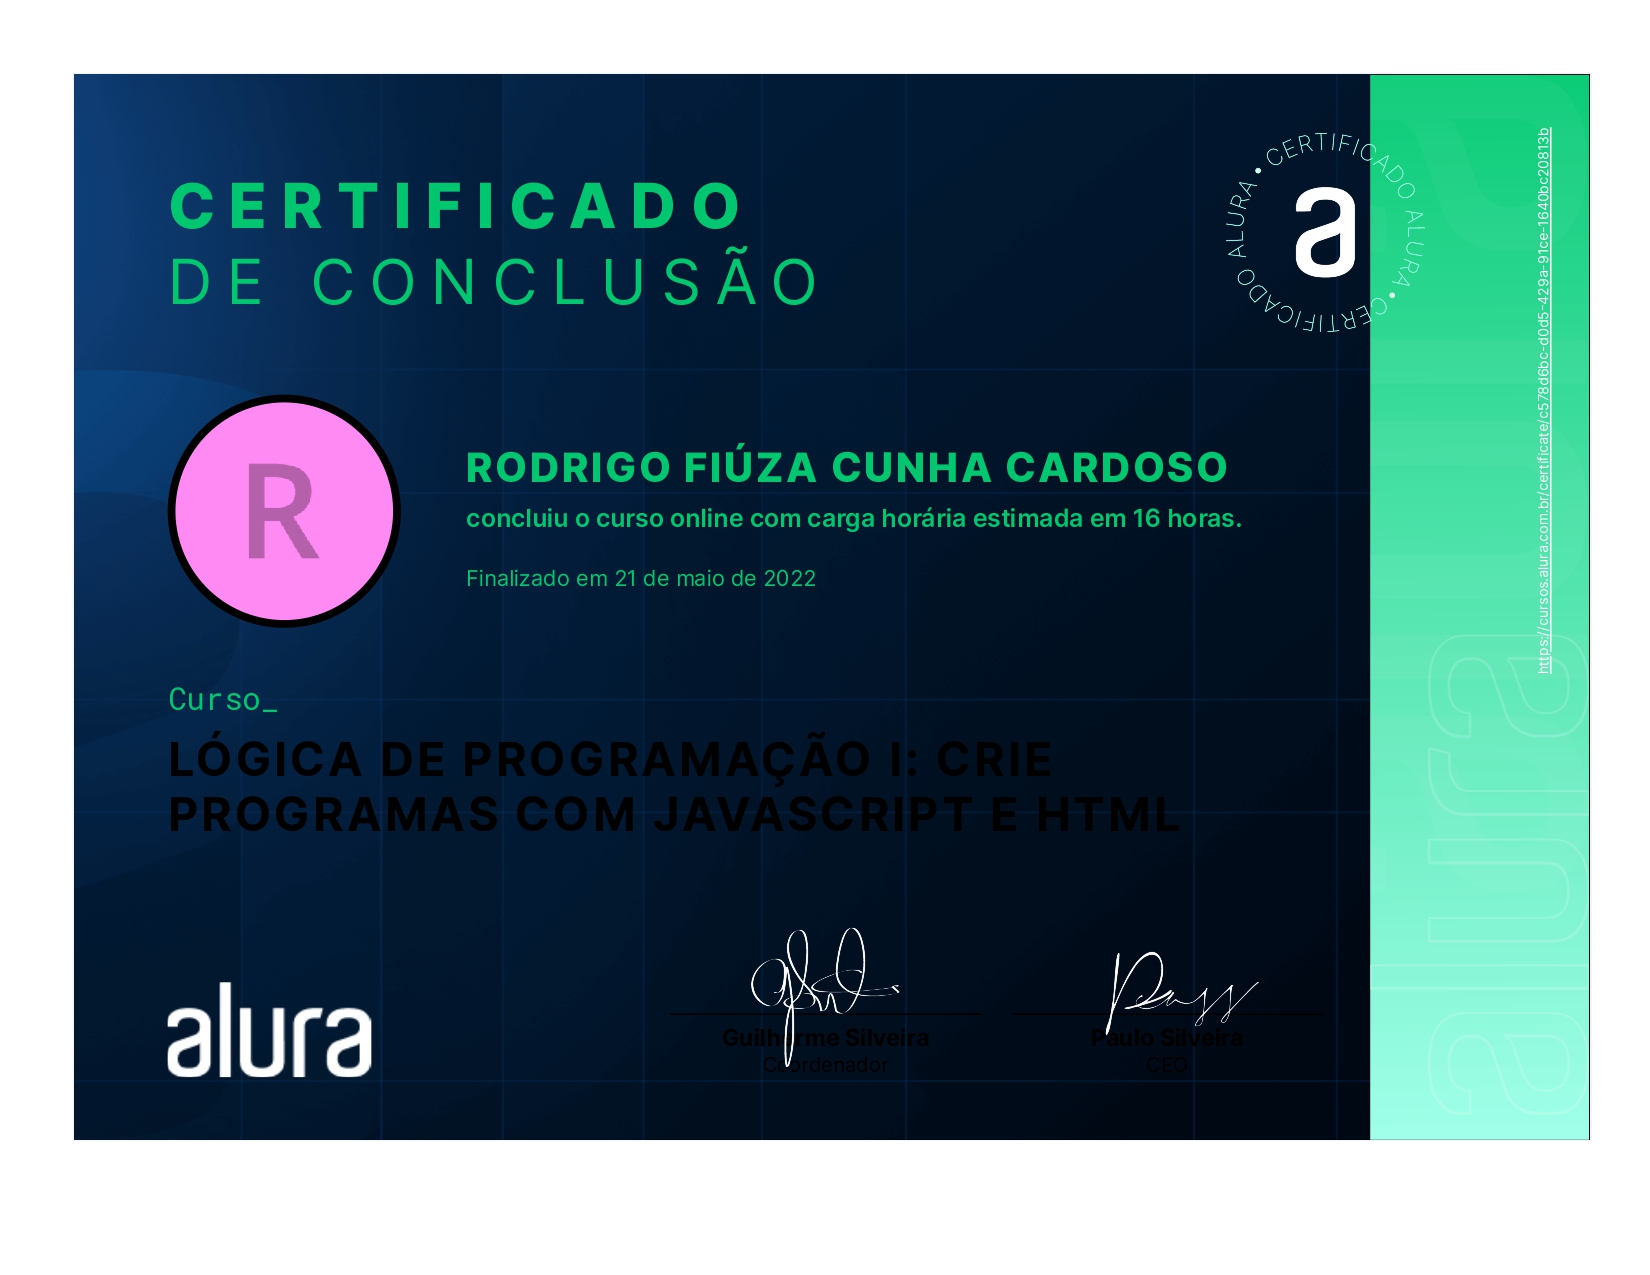 CERTIFICADO
DE CONCLUSÃO
CERTIFICADO ALURA • CERTIFICADO ALURA •
a
R
RODRIGO FIÚZA CUNHA CARDOSO
concluiu o curso online com carga horária estimada em 16 horas.
Finalizado em 21 de maio de 2022
Curso_
LÓGICA DE PROGRAMAÇÃO I: CRIE
PROGRAMAS COM JAVASCRIPT E HTML
alura
Guilherme Silveira
Coordenador
Paulo Silveira
CEO
https://cursos.alura.com.br/certificate/c578d6bc-d0d5-429a-91ce-1640bc20813b
alura